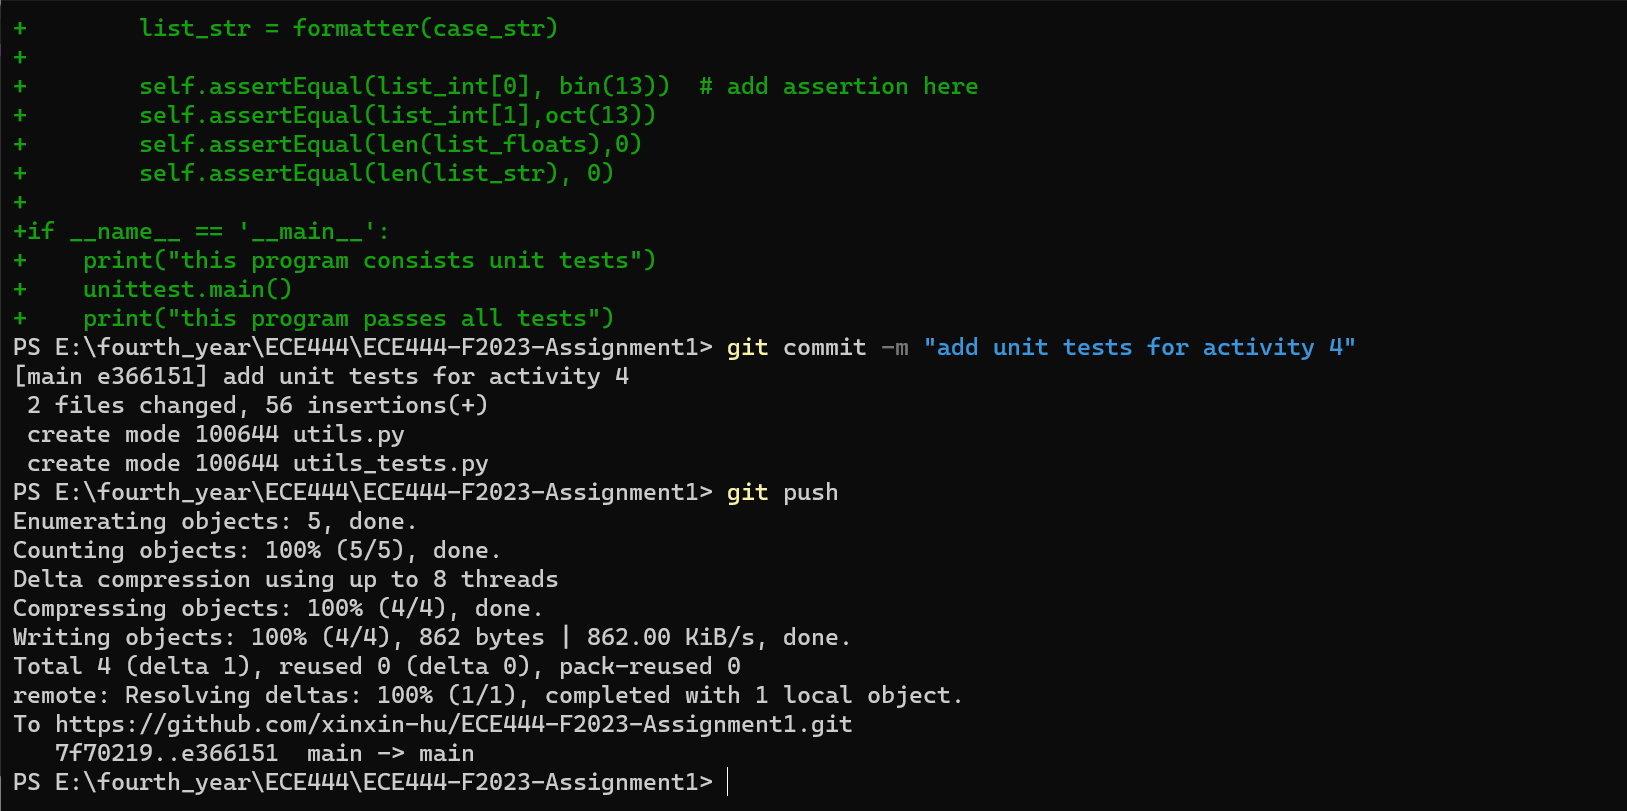 +        list_str = formatter(case_str)
+
+        self.assertEqual(list_int[0], bin(13))  # add assertion here
+        self.assertEqual(list_int[1],oct(13))
+        self.assertEqual(len(list_floats),0)
+        self.assertEqual(len(list_str), 0)
+
+if __name__ == '__main__':
+    print("this program consists unit tests")
+    unittest.main()
+    print("this program passes all tests")
PS E:\fourth_year\ECE444\ECE444-F2023-Assignment1> git commit -m "add unit tests for activity 4"
[main e366151] add unit tests for activity 4
 2 files changed, 56 insertions(+)
 create mode 100644 utils.py
 create mode 100644 utils_tests.py
PS E:\fourth_year\ECE444\ECE444-F2023-Assignment1> git push
Enumerating objects: 5, done.
Counting objects: 100% (5/5), done.
Delta compression using up to 8 threads
Compressing objects: 100% (4/4), done.
Writing objects: 100% (4/4), 862 bytes | 862.00 KiB/s, done.
Total 4 (delta 1), reused 0 (delta 0), pack-reused 0
remote: Resolving deltas: 100% (1/1), completed with 1 local object.
To https://github.com/xinxin-hu/ECE444-F2023-Assignment1.git
   7f70219..e366151  main -> main
PS E:\fourth_year\ECE444\ECE444-F2023-Assignment1>